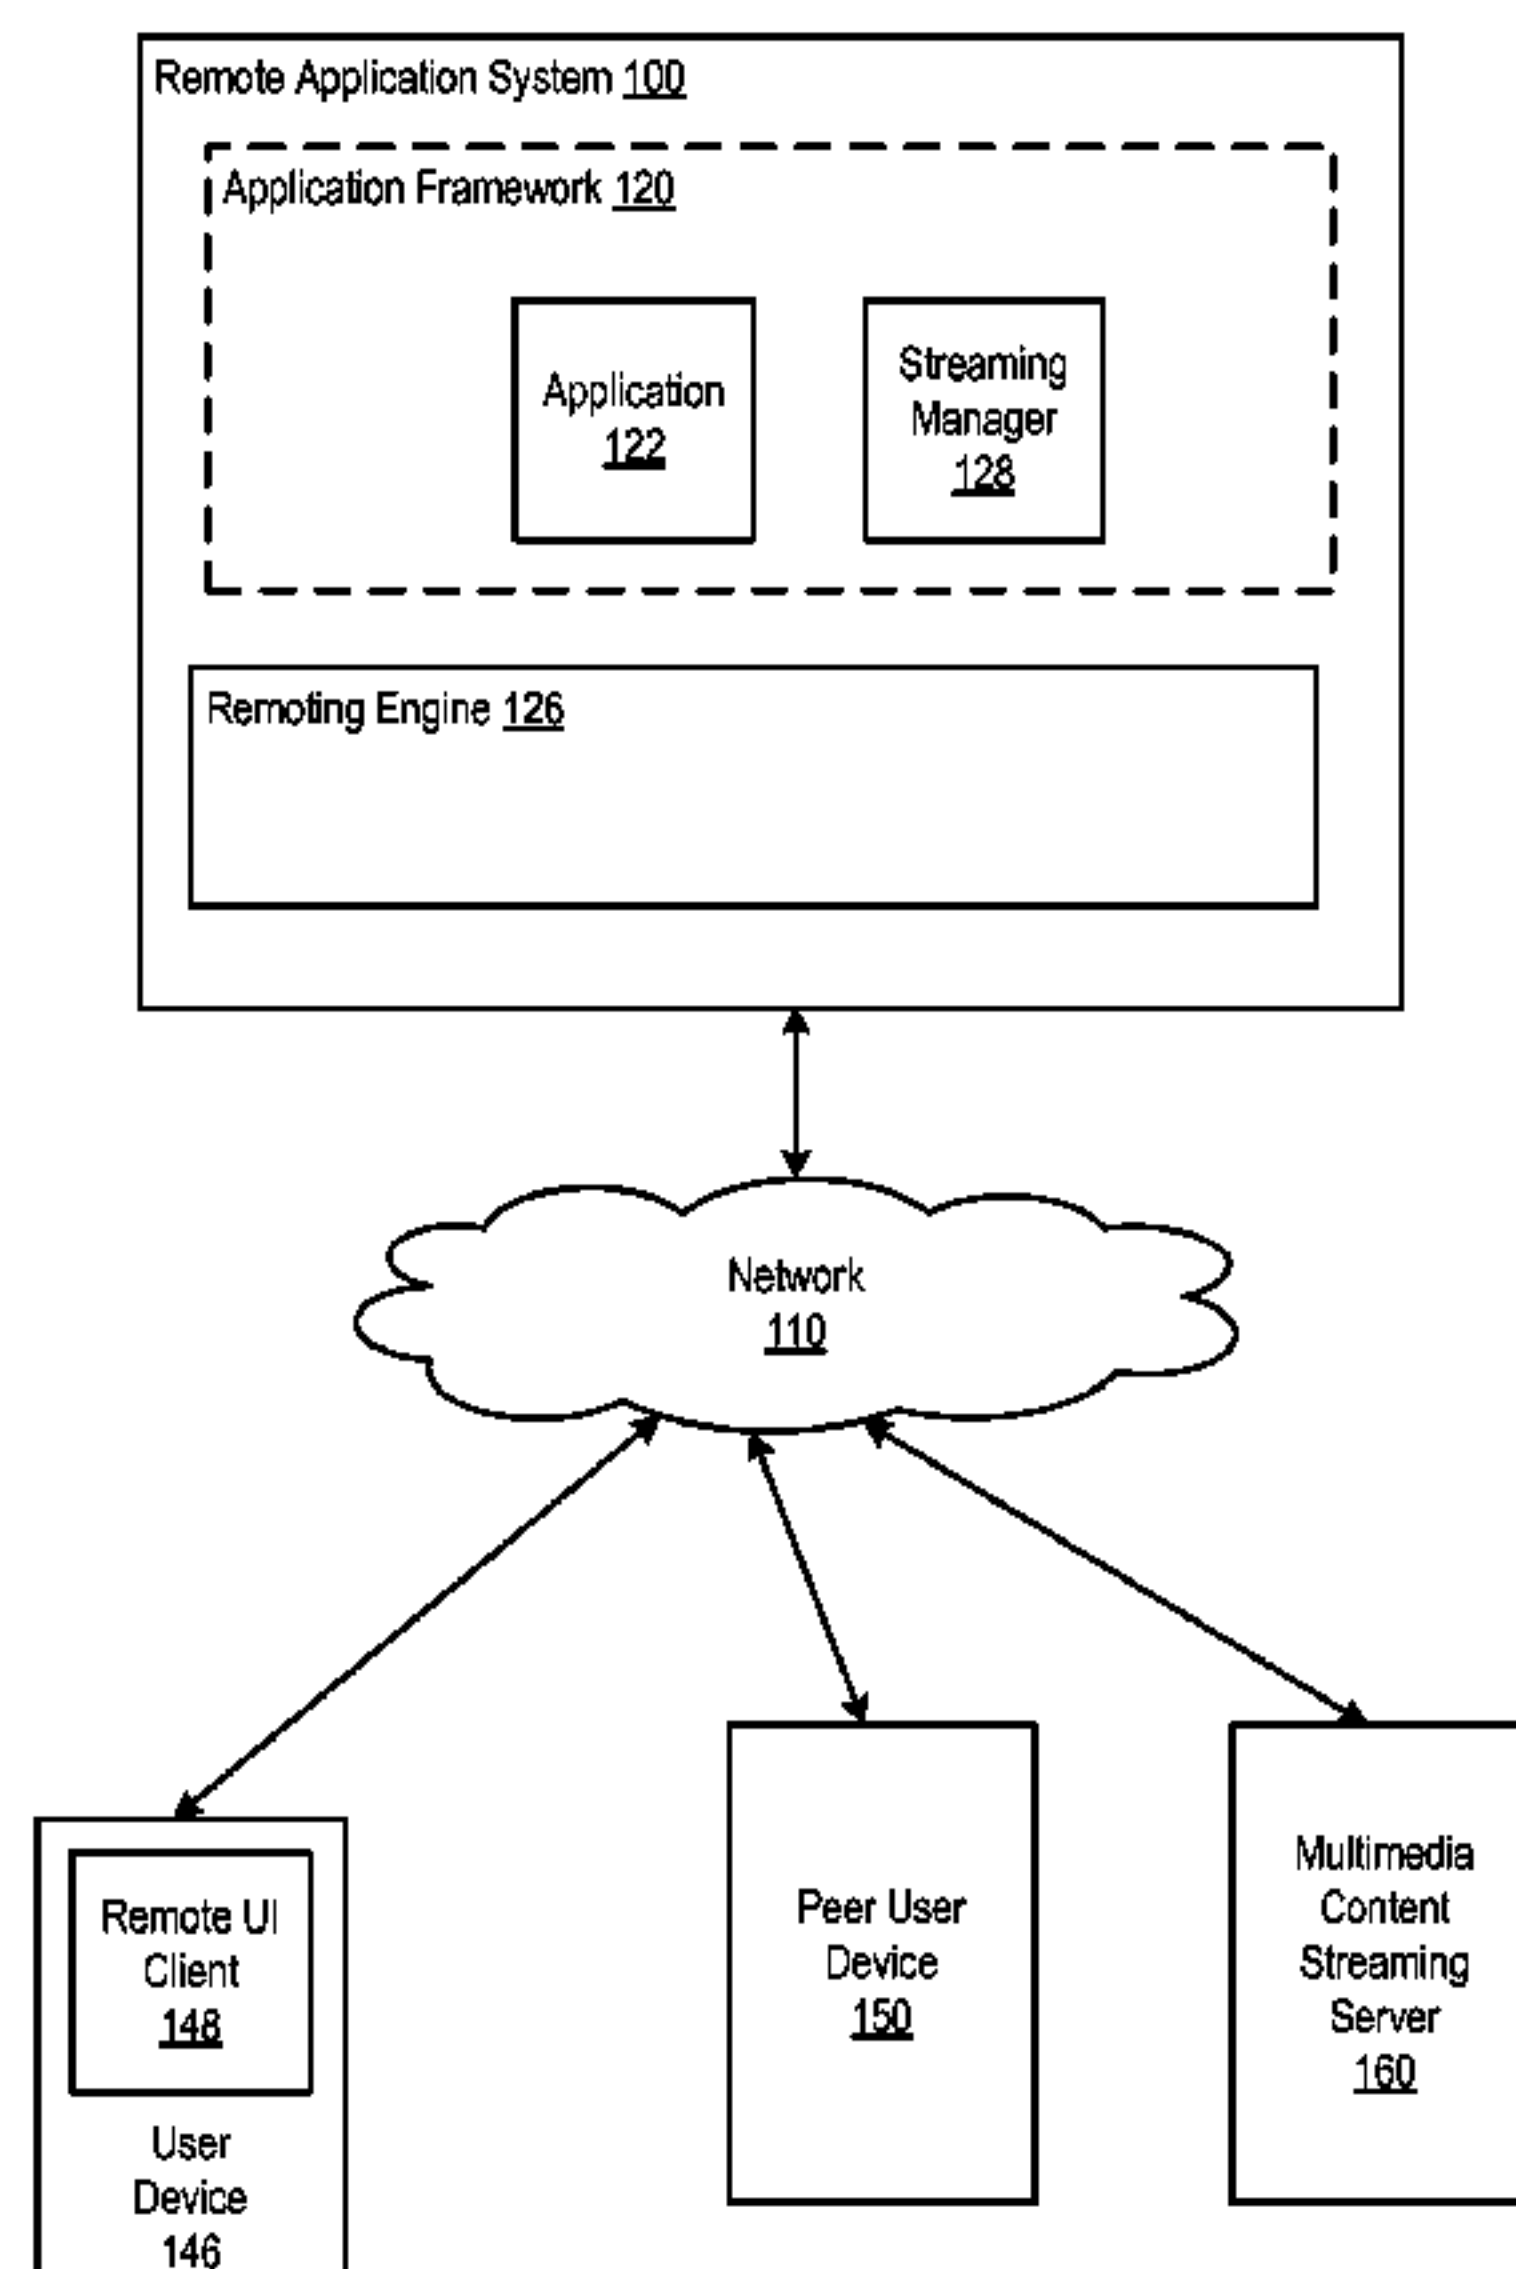 Remote Application System 100
Application Framework 120
Application
122
Streaming
Manager
128
Remoting Engine 126
Network
110
Remote UI
Client
148
User
Device
146
Peer User
Device
150
Multimedia
Content
Streaming
Server
160